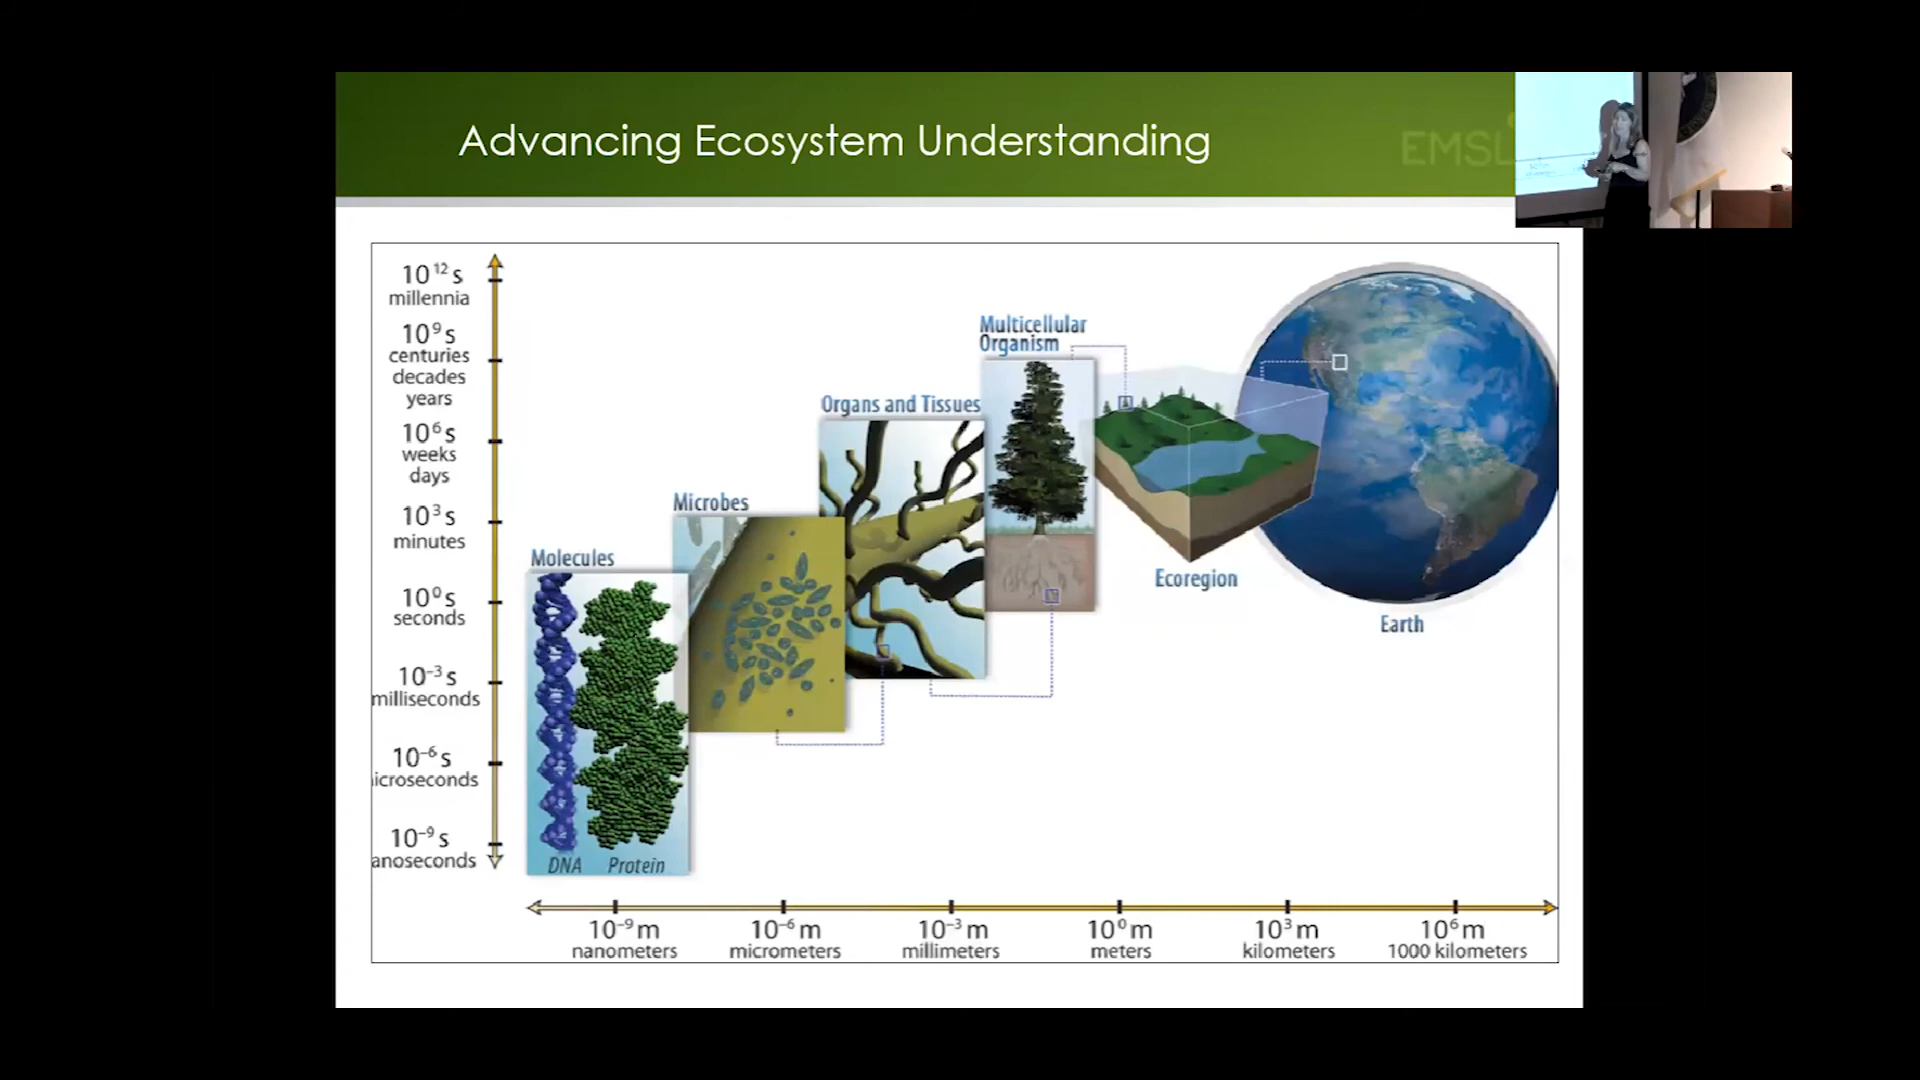 Advancing Ecosystem Understanding
EMSL
10¹² s
millennia
10⁹ s
centuries
decades
years
10⁶ s
weeks
days
10³ s
minutes
10⁰ s
seconds
10⁻³ s
milliseconds
10⁻⁶ s
icroseconds
10⁻⁹ s
anoseconds
Molecules
DNA Protein
Microbes
Organs and Tissues
Multicellular
Organism
Ecoregion
Earth
10⁻⁹ m
nanometers
10⁻⁶ m
micrometers
10⁻³ m
millimeters
10⁰ m
meters
10³ m
kilometers
10⁶ m
1000 kilometers